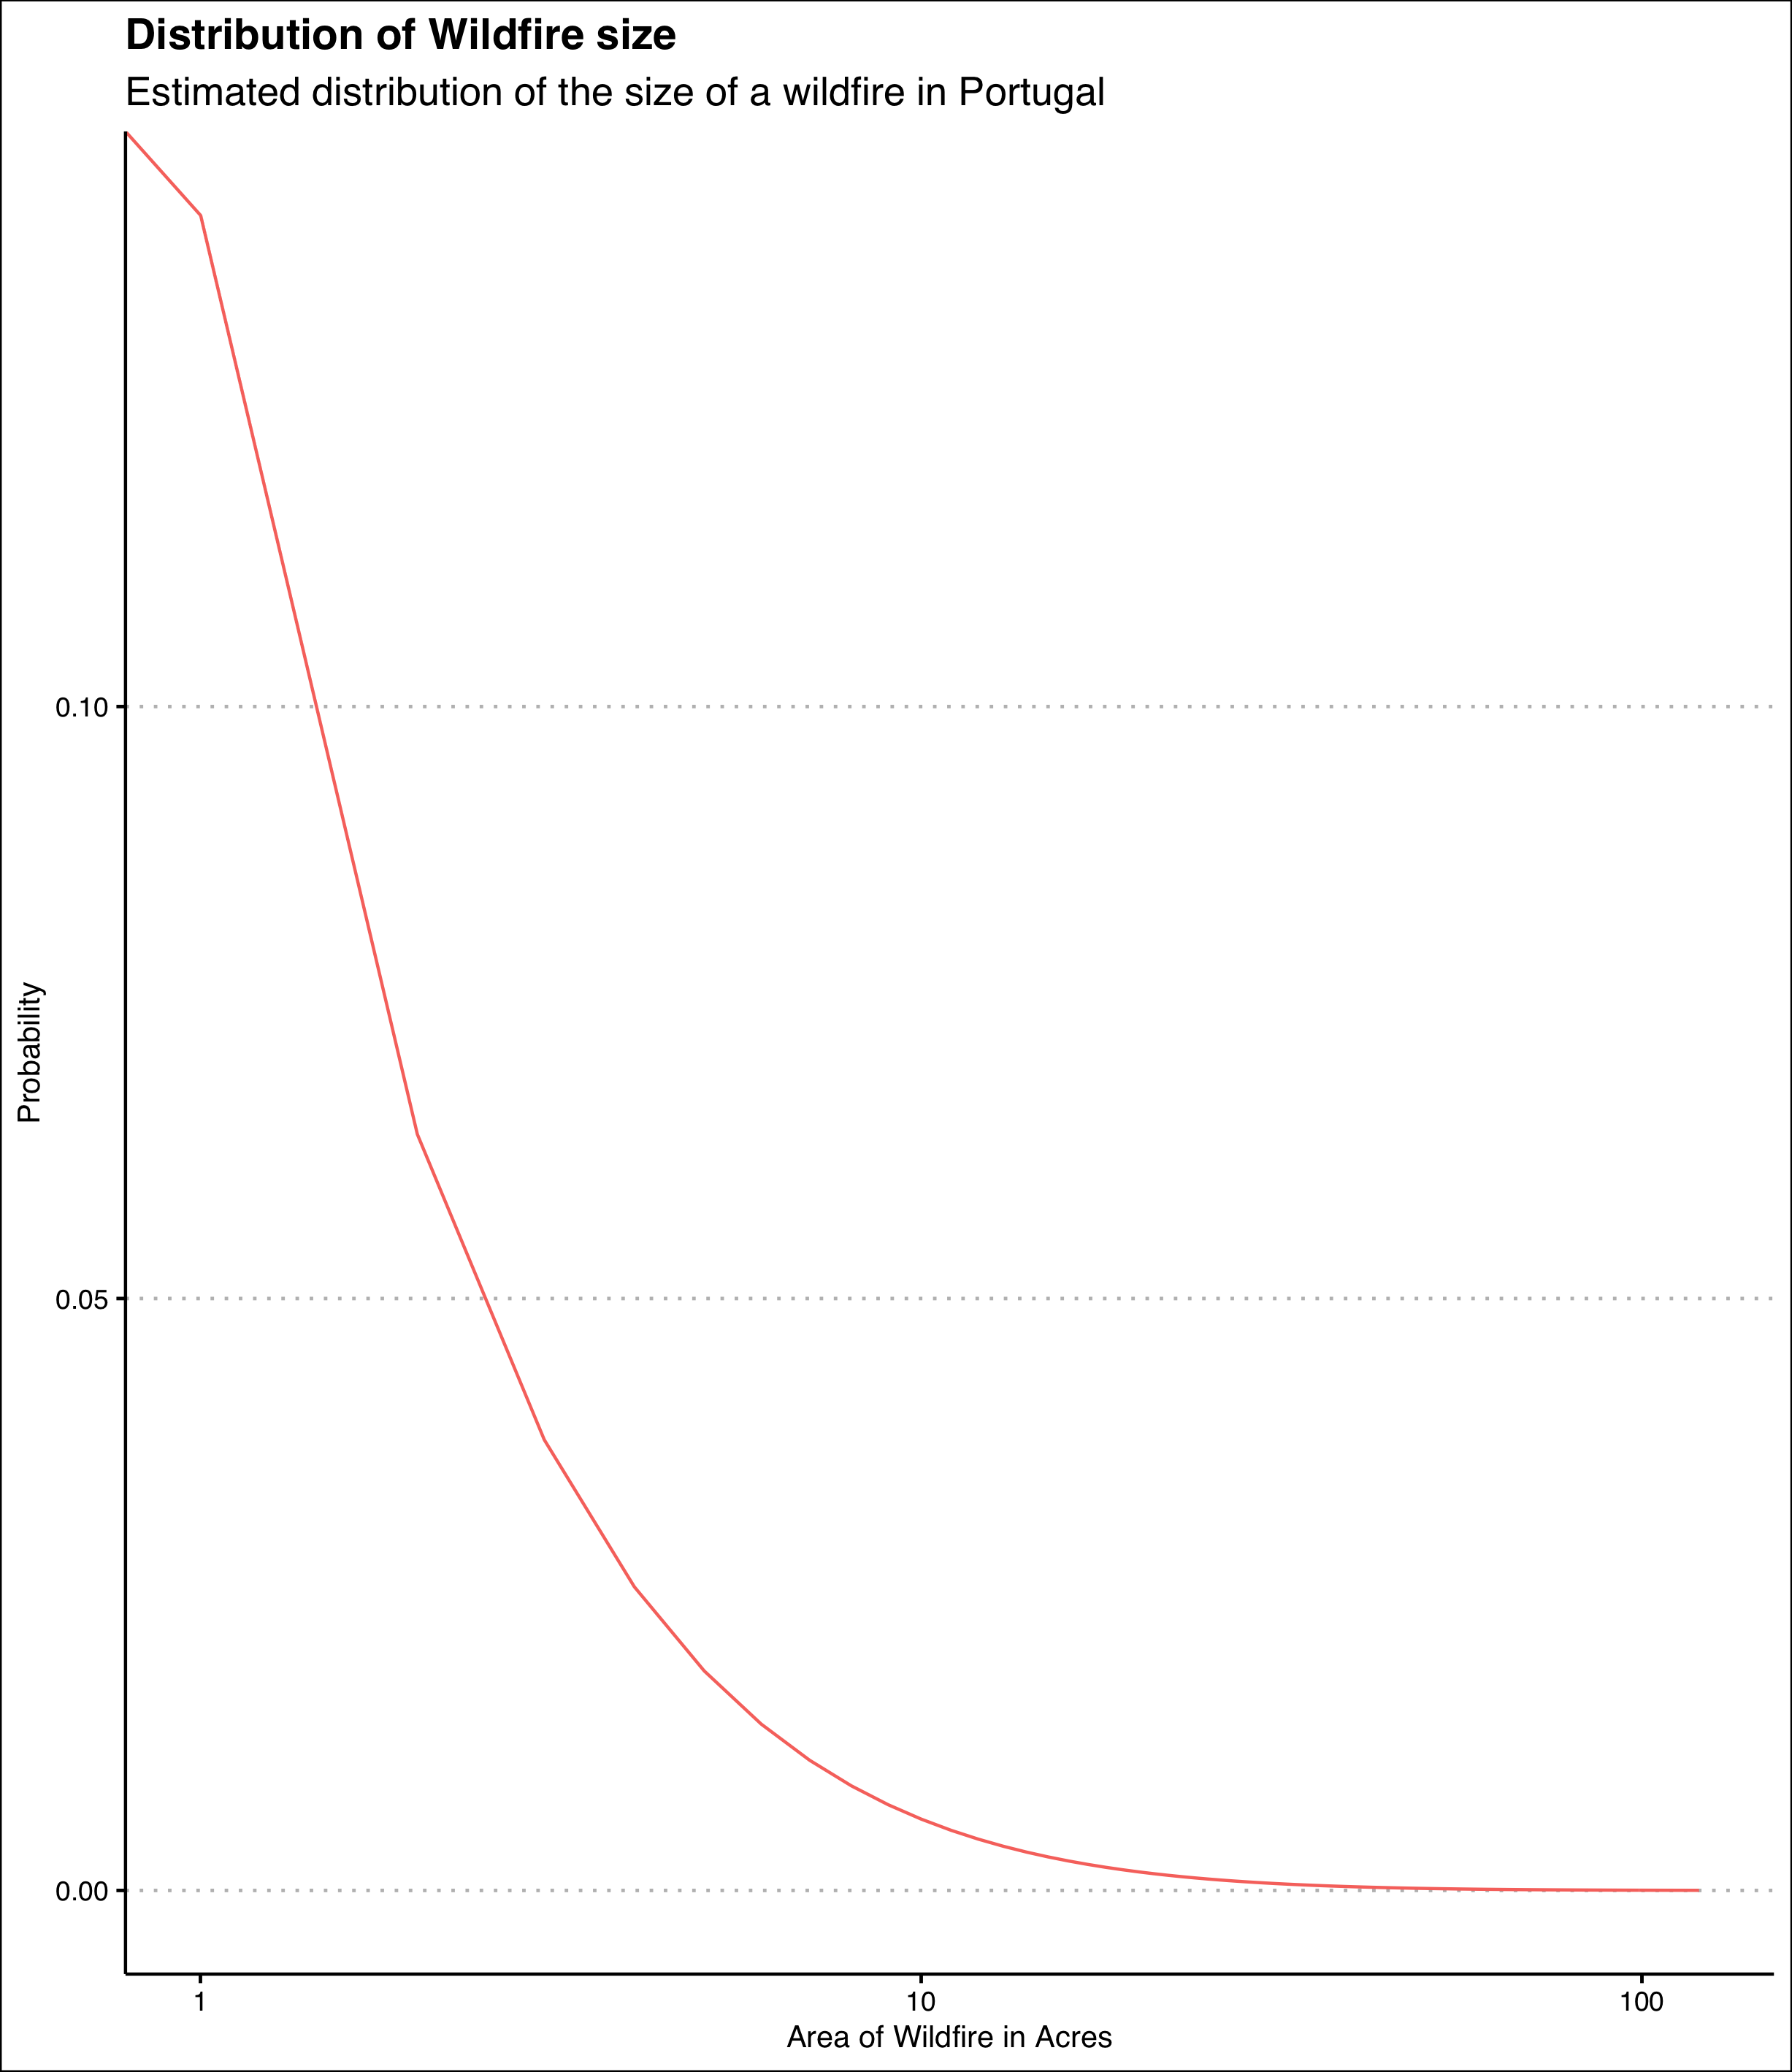 Distribution of Wildfire size
Estimated distribution of the size of a wildfire in Portugal
Probability
0.10
0.05
0.00
1 10 100
Area of Wildfire in Acres